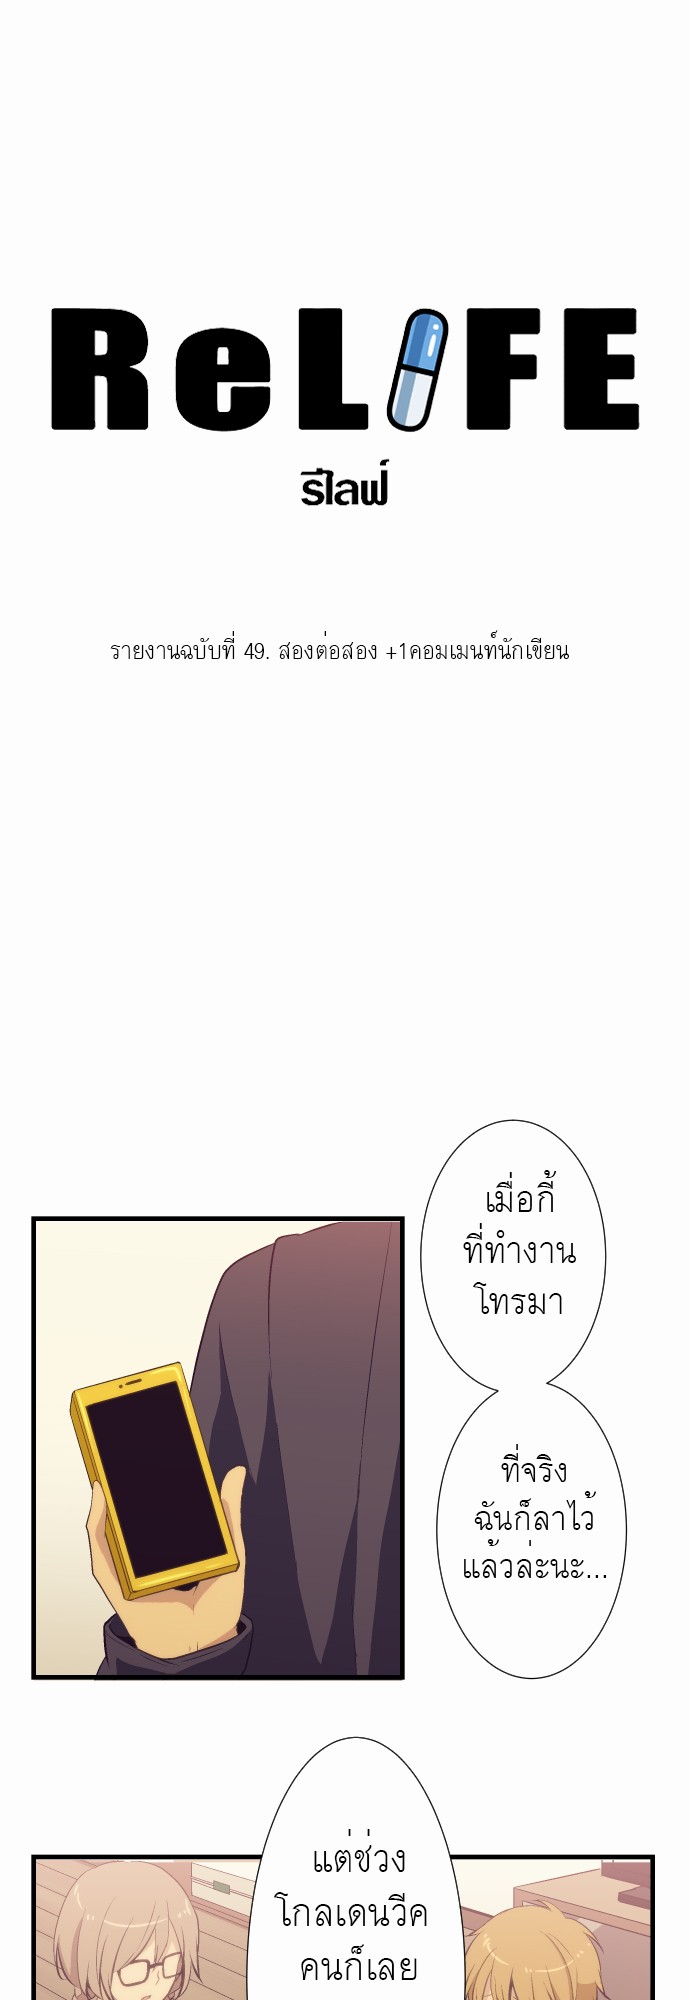 ReLIFE
รีไลฟ์
รายงานฉบับที่ 49. สองต่อสอง +1คอมเมนท์นักเขียน
เมื่อกี้
ที่ทำงาน
โทรมา
ที่จริง
ฉันก็ลาไว้
แล้วล่ะนะ...
แต่ช่วง
โกลเดนวีค
คนก็เลย